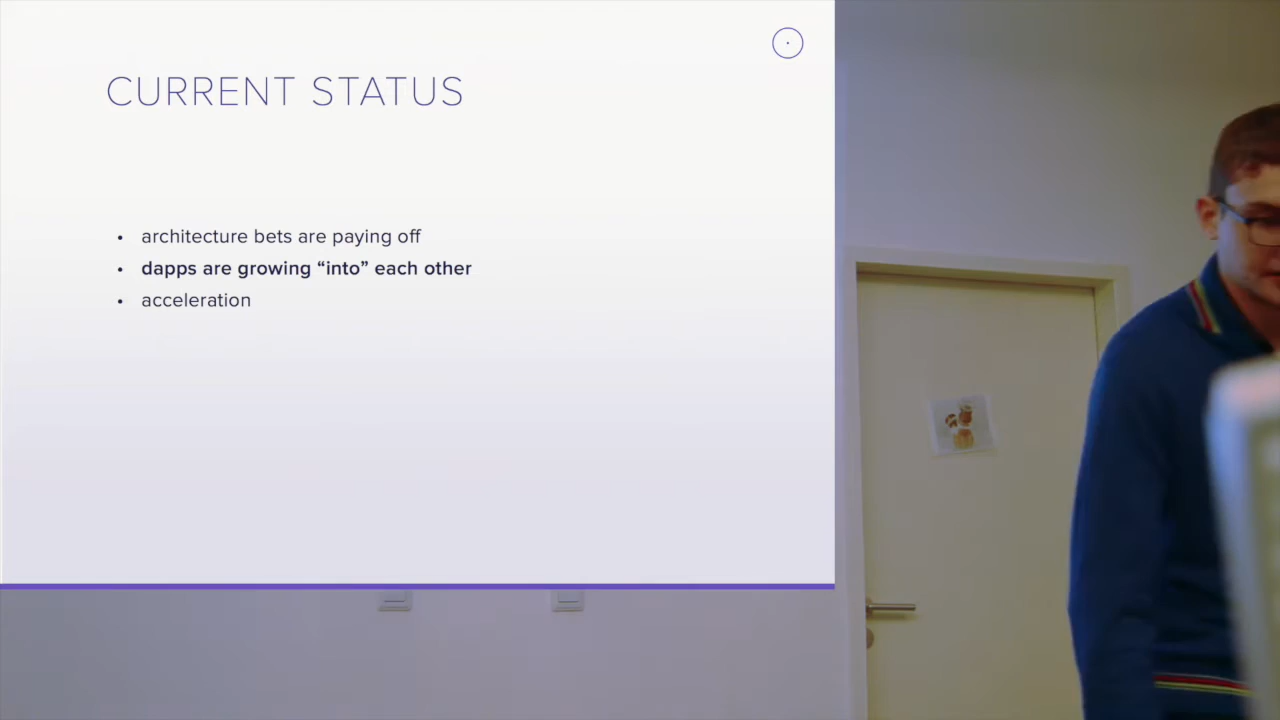 CURRENT STATUS
• architecture bets are paying off
• dapps are growing “into” each other
• acceleration